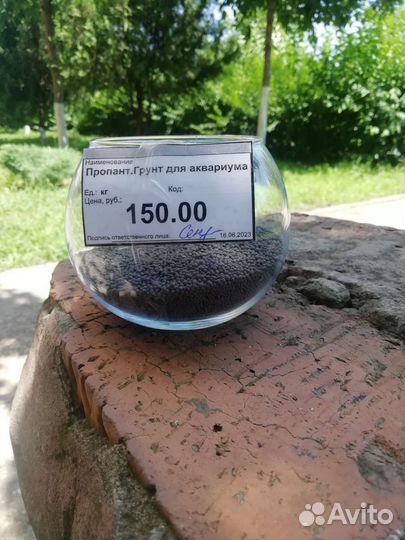 Наименование
Пропант.Грунт для аквариума
Ед.: кг Код:
Цена, руб.:
150.00
Подпись ответственного лица: 16.06.2023
Avito